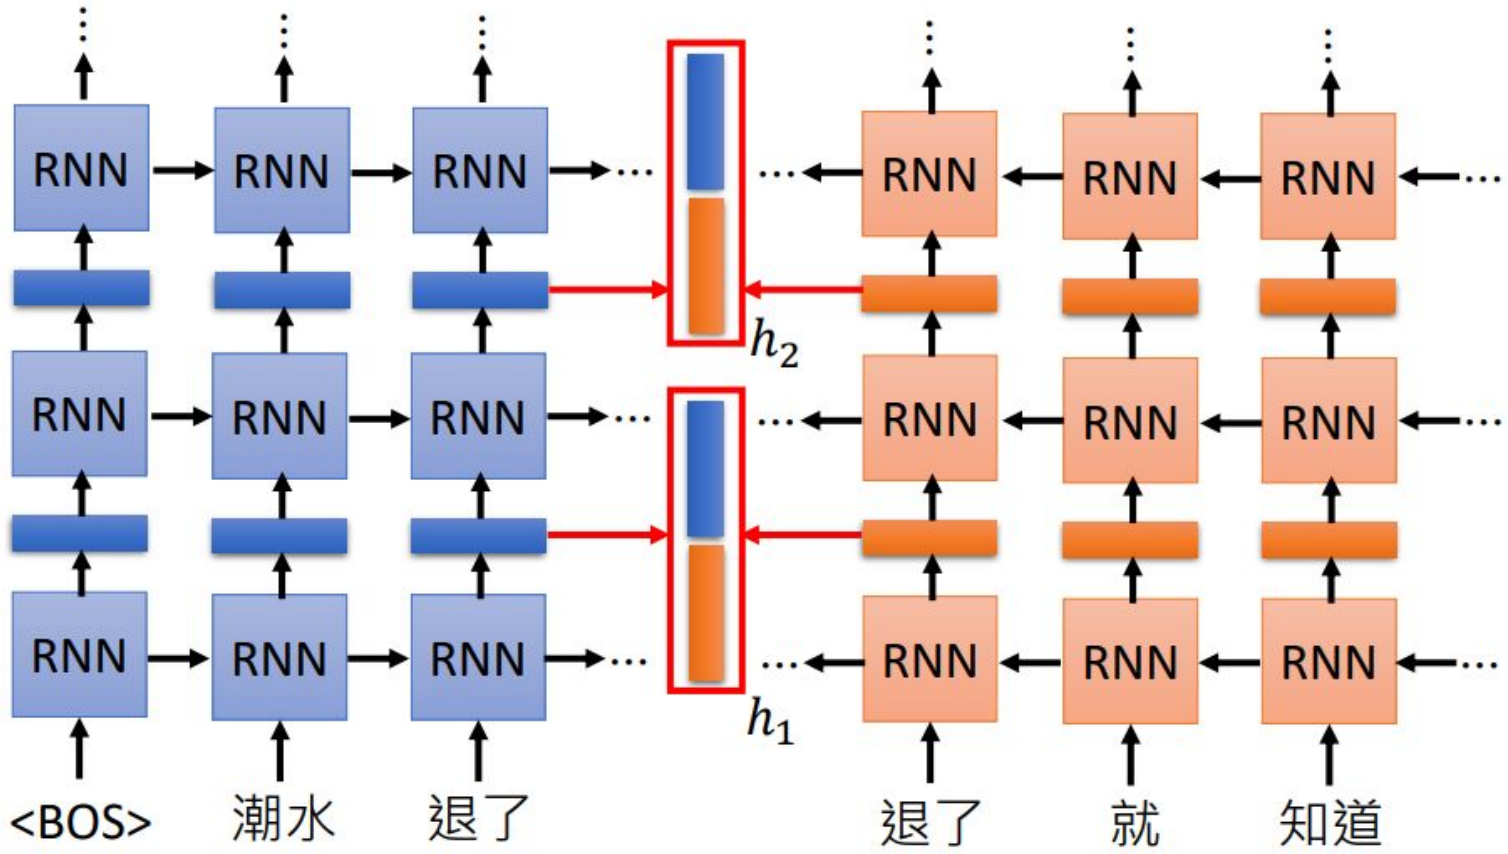 RNN RNN RNN RNN RNN RNN
... ...
h₂
RNN RNN RNN ... ... RNN RNN RNN ...
RNN RNN RNN ... ... RNN RNN RNN ...
h₁
<BOS> 潮水 退了 退了 就 知道